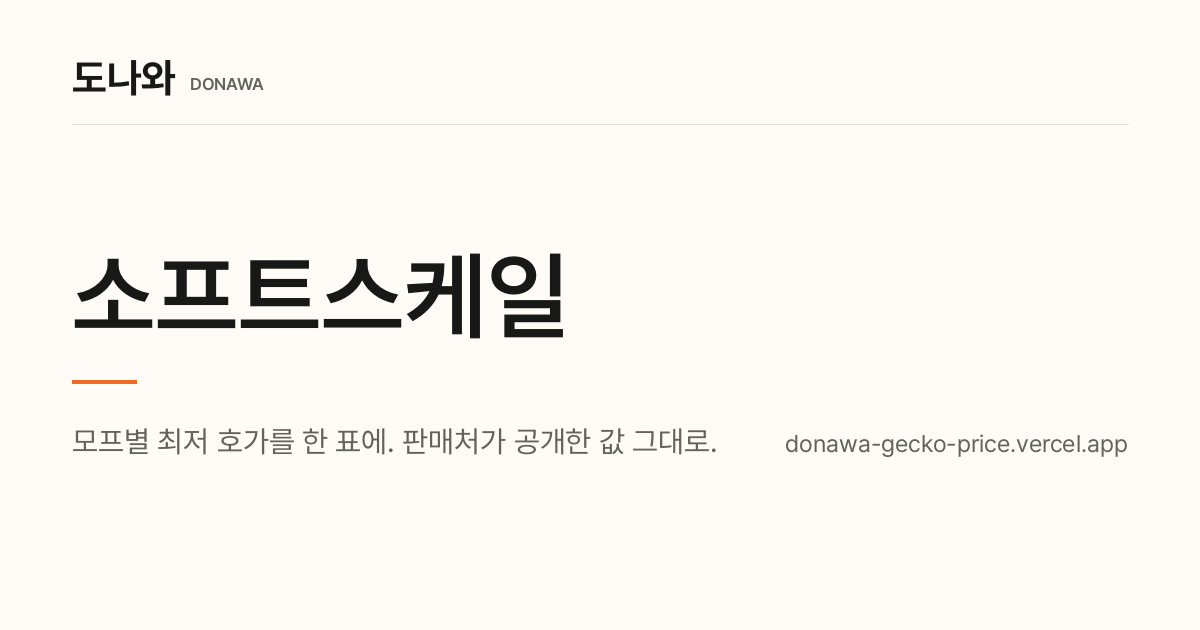 도나와 DONAWA
소프트스케일
모프별 최저 호가를 한 표에. 판매처가 공개한 값 그대로. donawa-gecko-price.vercel.app